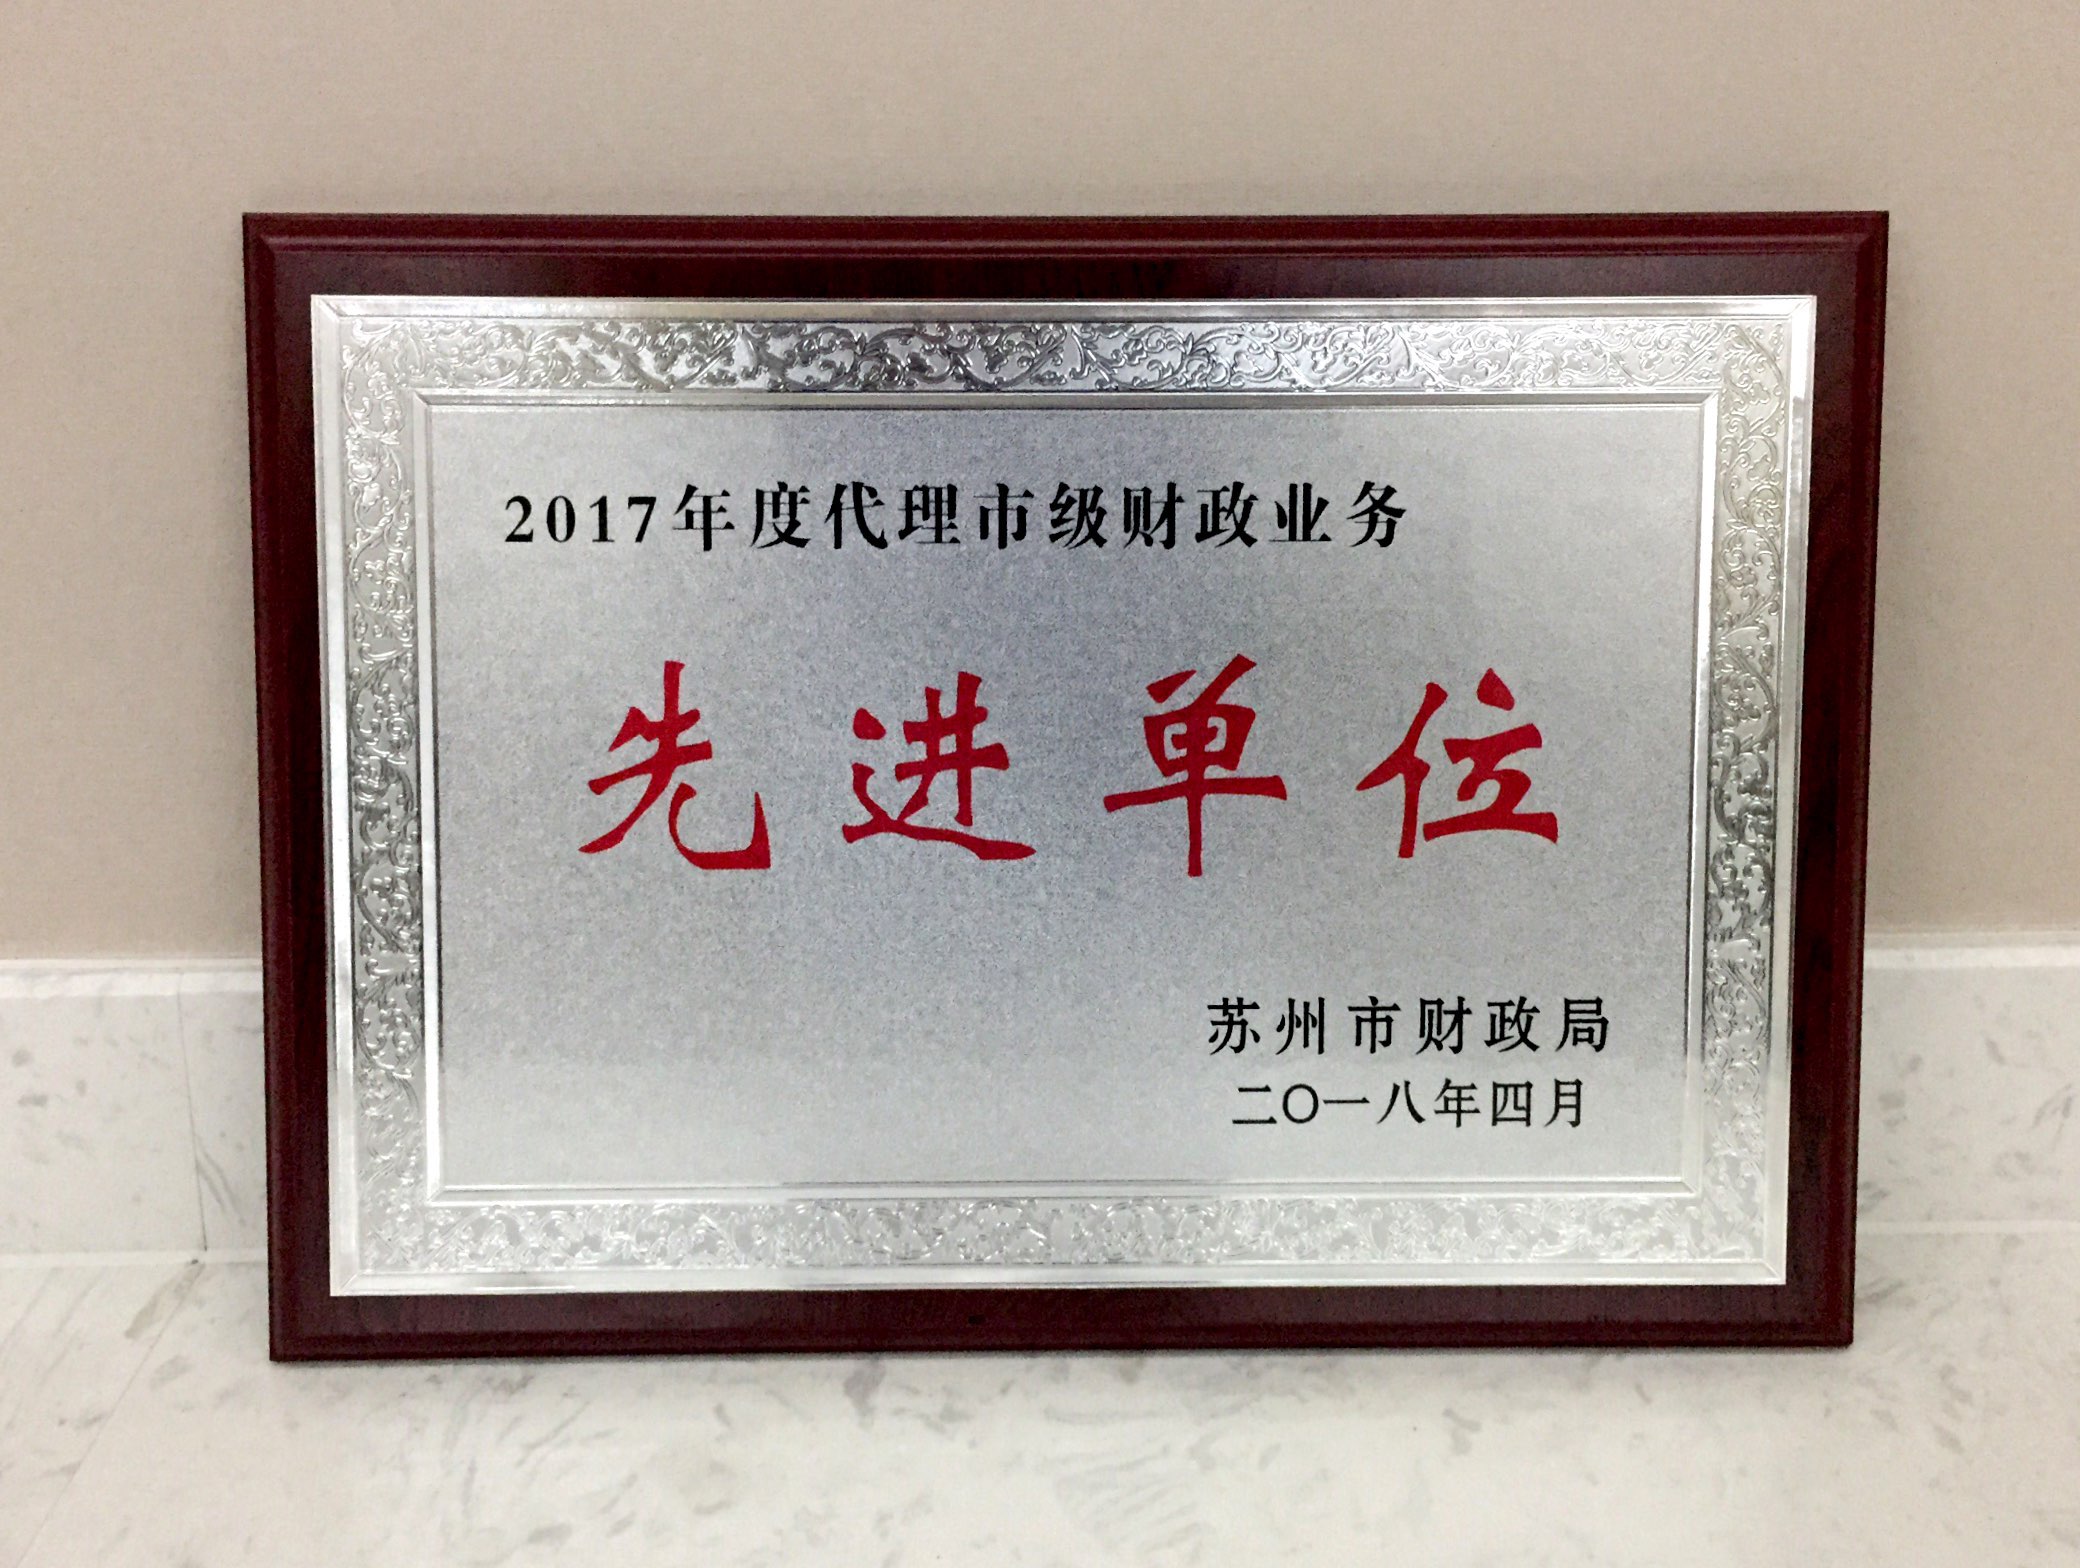 2017年度代理市级财政业务
先进单位
苏州市财政局
二〇一八年四月